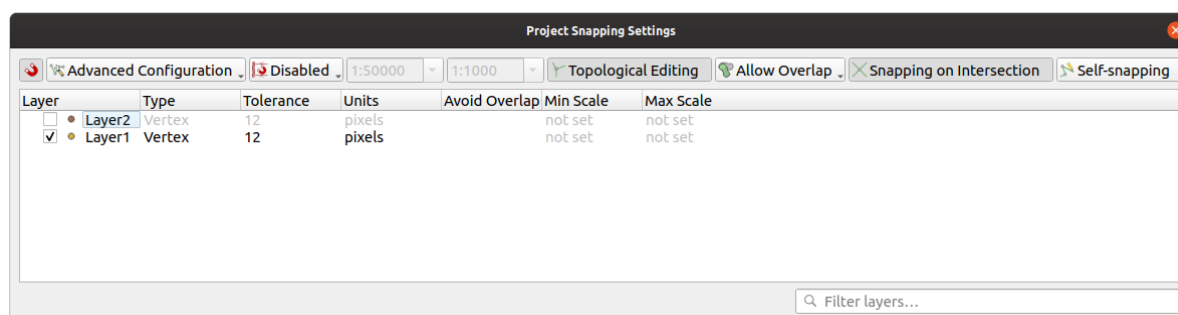 Project Snapping Settings
Advanced Configuration Disabled 1:50000 1:1000 Topological Editing Allow Overlap Snapping on Intersection Self-snapping
Layer Type Tolerance Units Avoid Overlap Min Scale Max Scale
Layer2 Vertex 12 pixels not set not set
Layer1 Vertex 12 pixels not set not set
Filter layers...